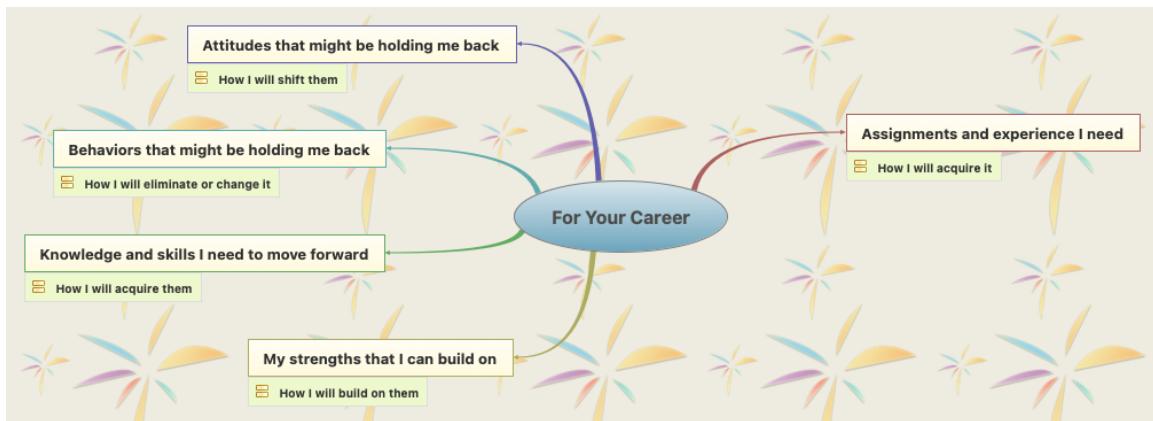 Attitudes that might be holding me back
How I will shift them
Behaviors that might be holding me back
How I will eliminate or change it
Knowledge and skills I need to move forward
How I will acquire them
My strengths that I can build on
How I will build on them
For Your Career
Assignments and experience I need
How I will acquire it